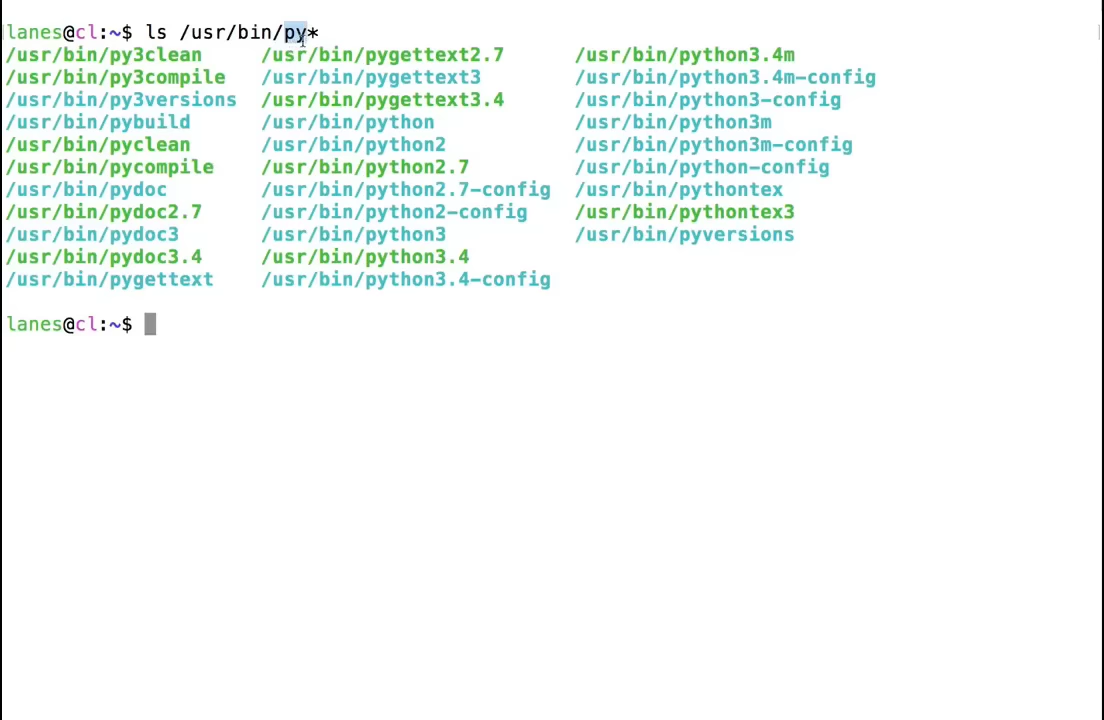 lanes@cl:~$ ls /usr/bin/py*
/usr/bin/py3clean /usr/bin/pygettext2.7 /usr/bin/python3.4m
/usr/bin/py3compile /usr/bin/pygettext3 /usr/bin/python3.4m-config
/usr/bin/py3versions /usr/bin/pygettext3.4 /usr/bin/python3-config
/usr/bin/pybuild /usr/bin/python /usr/bin/python3m
/usr/bin/pyclean /usr/bin/python2 /usr/bin/python3m-config
/usr/bin/pycompile /usr/bin/python2.7 /usr/bin/python-config
/usr/bin/pydoc /usr/bin/python2.7-config /usr/bin/pythontex
/usr/bin/pydoc2.7 /usr/bin/python2-config /usr/bin/pythontex3
/usr/bin/pydoc3 /usr/bin/python3 /usr/bin/pyversions
/usr/bin/pydoc3.4 /usr/bin/python3.4
/usr/bin/pygettext /usr/bin/python3.4-config
lanes@cl:~$